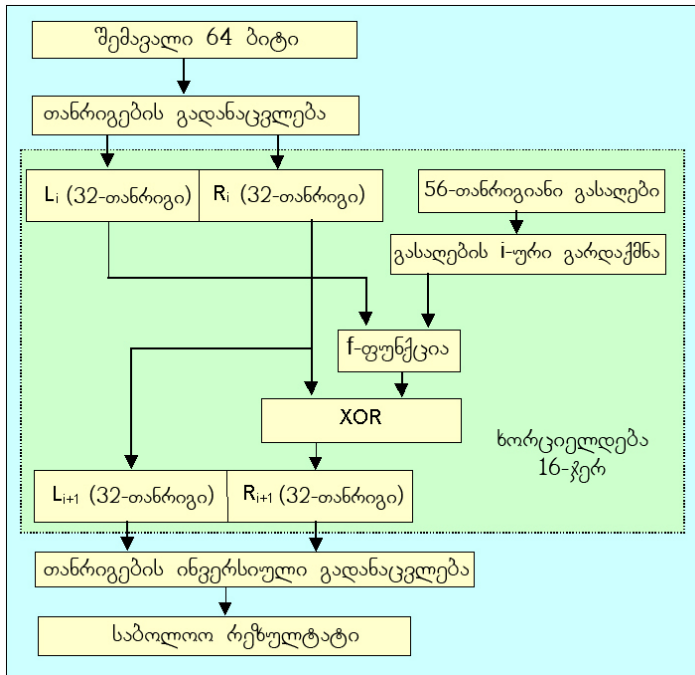 შემავალი 64 ბიტი
თანრიგების გადანაცვლება
Li (32-თანრიგი) Ri (32-თანრიგი)
56-თანრიგიანი გასაღები
გასაღების i-ური გარდაქმნა
f-ფუნქცია
XOR
ხორციელდება
16-ჯერ
Li+1 (32-თანრიგი) Ri+1 (32-თანრიგი)
თანრიგების ინვერსიული გადანაცვლება
საბოლოო რეზულტატი